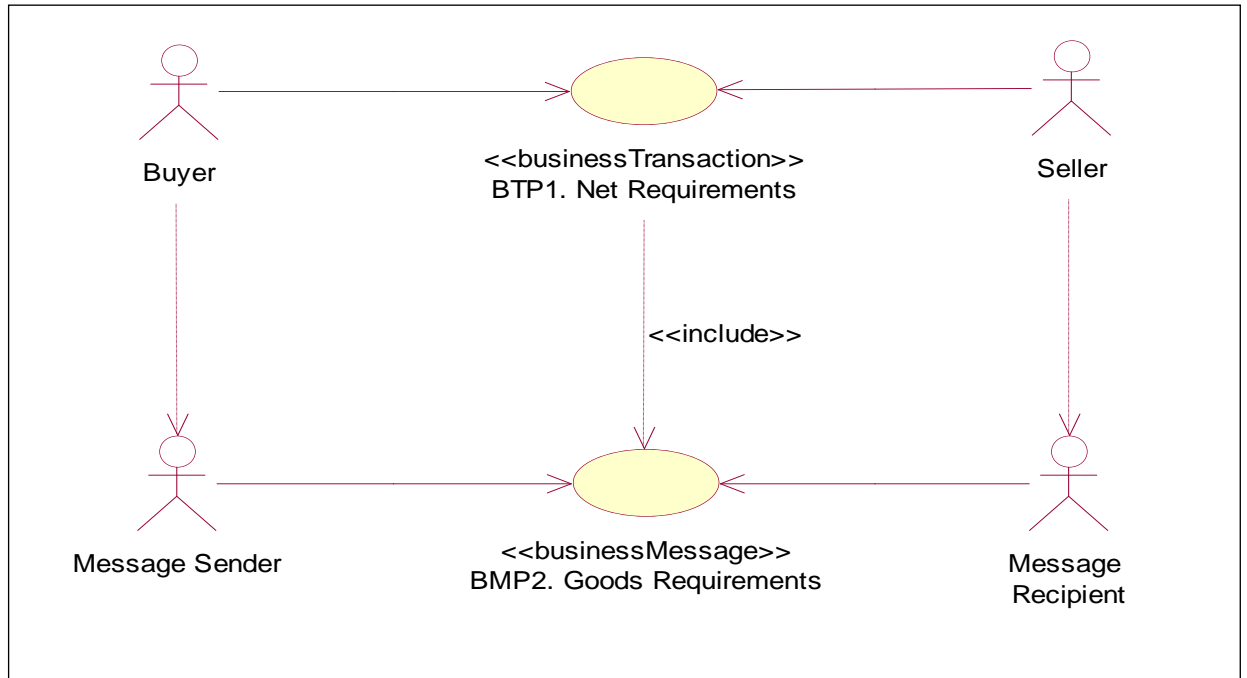 Buyer
<<businessTransaction>>
BTP1. Net Requirements
Seller
<<include>>
Message Sender
<<businessMessage>>
BMP2. Goods Requirements
Message
Recipient